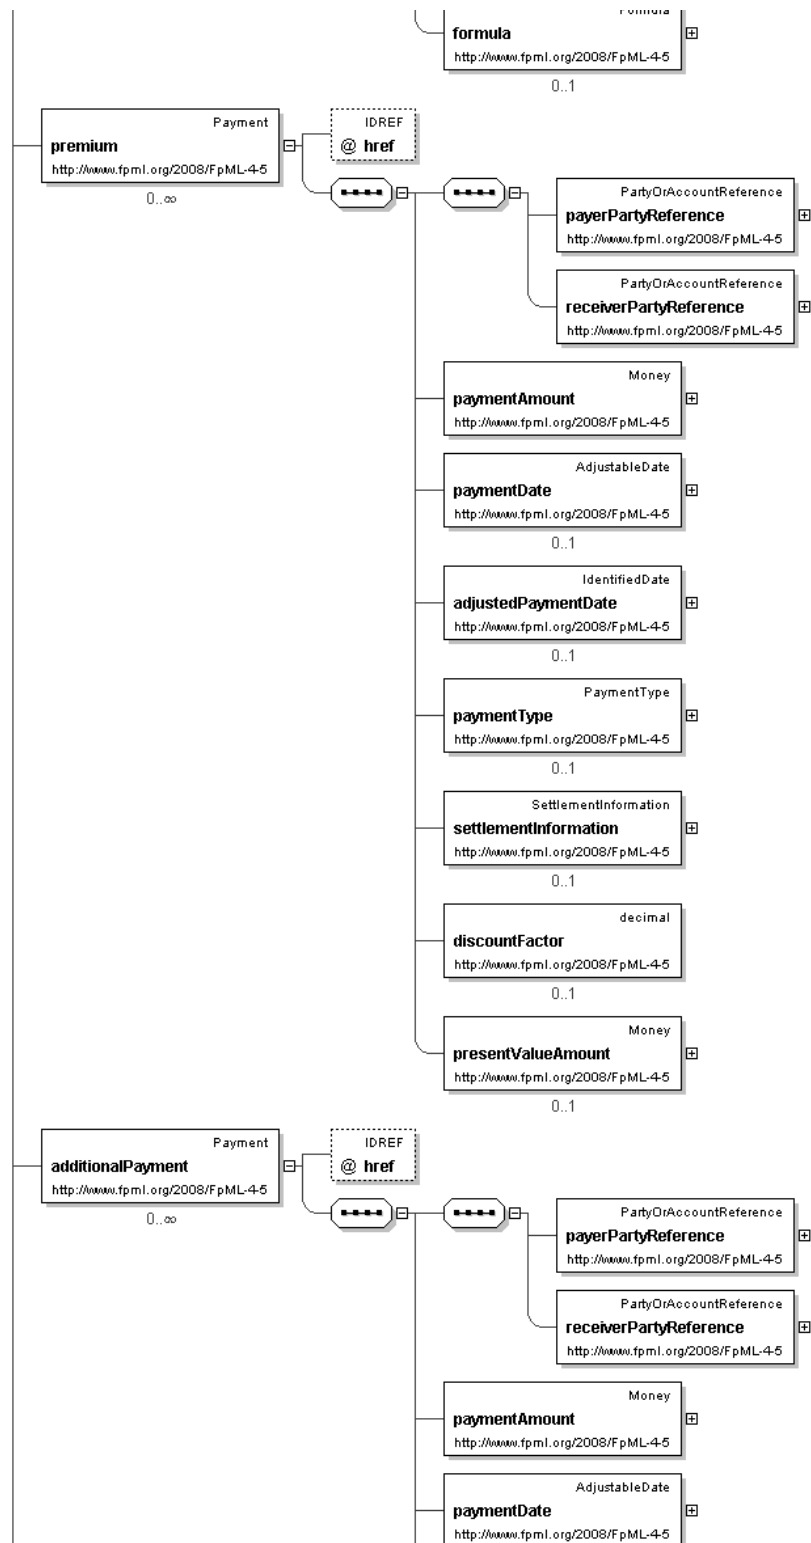 Formula
formula
http://www.fpml.org/2008/FpML-4-5
0..1
Payment
premium
http://www.fpml.org/2008/FpML-4-5
0..∞
IDREF
@ href
PartyOrAccountReference
payerPartyReference
http://www.fpml.org/2008/FpML-4-5
PartyOrAccountReference
receiverPartyReference
http://www.fpml.org/2008/FpML-4-5
Money
paymentAmount
http://www.fpml.org/2008/FpML-4-5
AdjustableDate
paymentDate
http://www.fpml.org/2008/FpML-4-5
0..1
IdentifiedDate
adjustedPaymentDate
http://www.fpml.org/2008/FpML-4-5
0..1
PaymentType
paymentType
http://www.fpml.org/2008/FpML-4-5
0..1
SettlementInformation
settlementInformation
http://www.fpml.org/2008/FpML-4-5
0..1
decimal
discountFactor
http://www.fpml.org/2008/FpML-4-5
0..1
Money
presentValueAmount
http://www.fpml.org/2008/FpML-4-5
0..1
Payment
additionalPayment
http://www.fpml.org/2008/FpML-4-5
0..∞
IDREF
@ href
PartyOrAccountReference
payerPartyReference
http://www.fpml.org/2008/FpML-4-5
PartyOrAccountReference
receiverPartyReference
http://www.fpml.org/2008/FpML-4-5
Money
paymentAmount
http://www.fpml.org/2008/FpML-4-5
AdjustableDate
paymentDate
http://www.fpml.org/2008/FpML-4-5